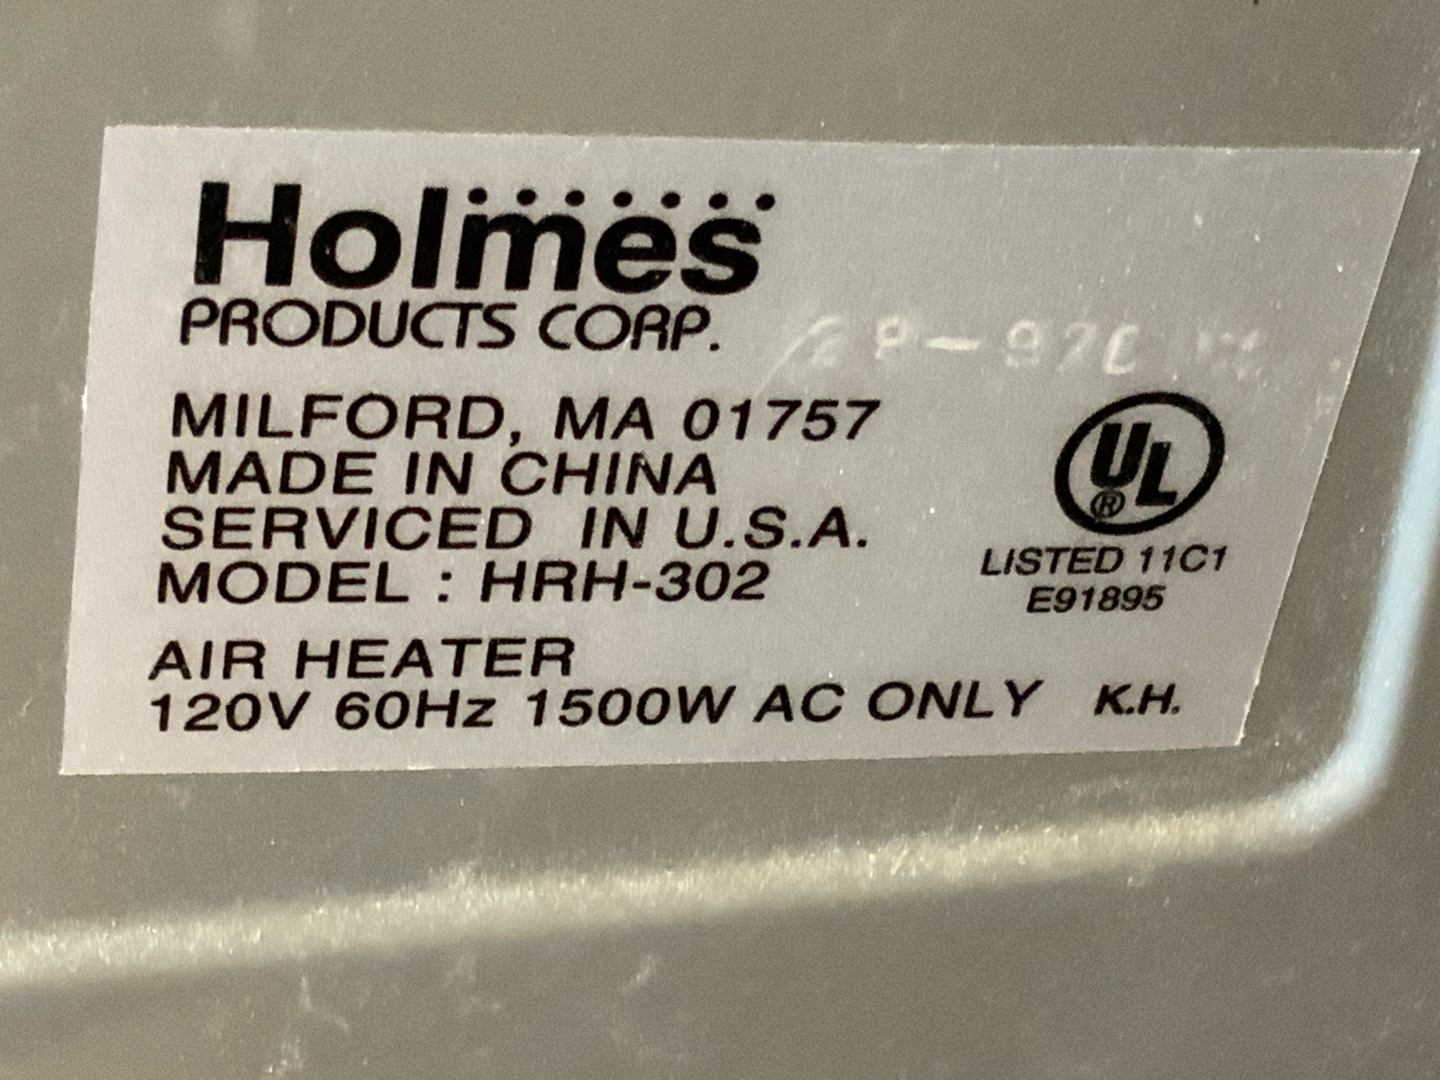 Holmes
PRODUCTS CORP.
MILFORD, MA 01757
MADE IN CHINA
SERVICED IN U.S.A.
MODEL : HRH-302
AIR HEATER
120V 60Hz 1500W AC ONLY K.H.
UL
®
LISTED 11C1
E91895